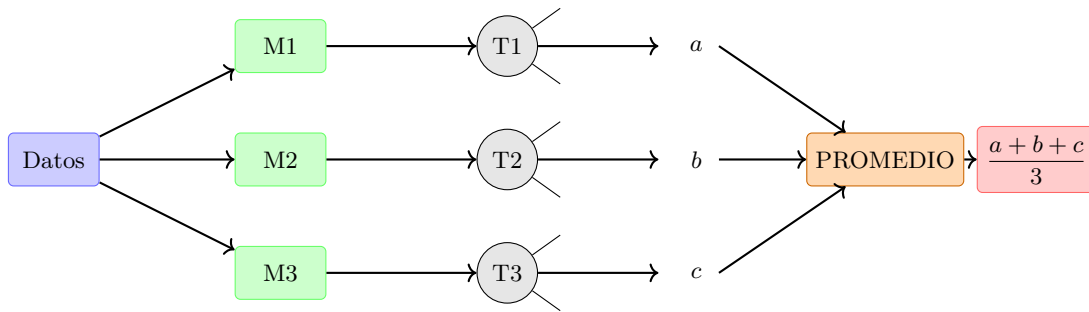 M1
T1
a
Datos
M2
T2
b
PROMEDIO
a + b + c
3
M3
T3
c